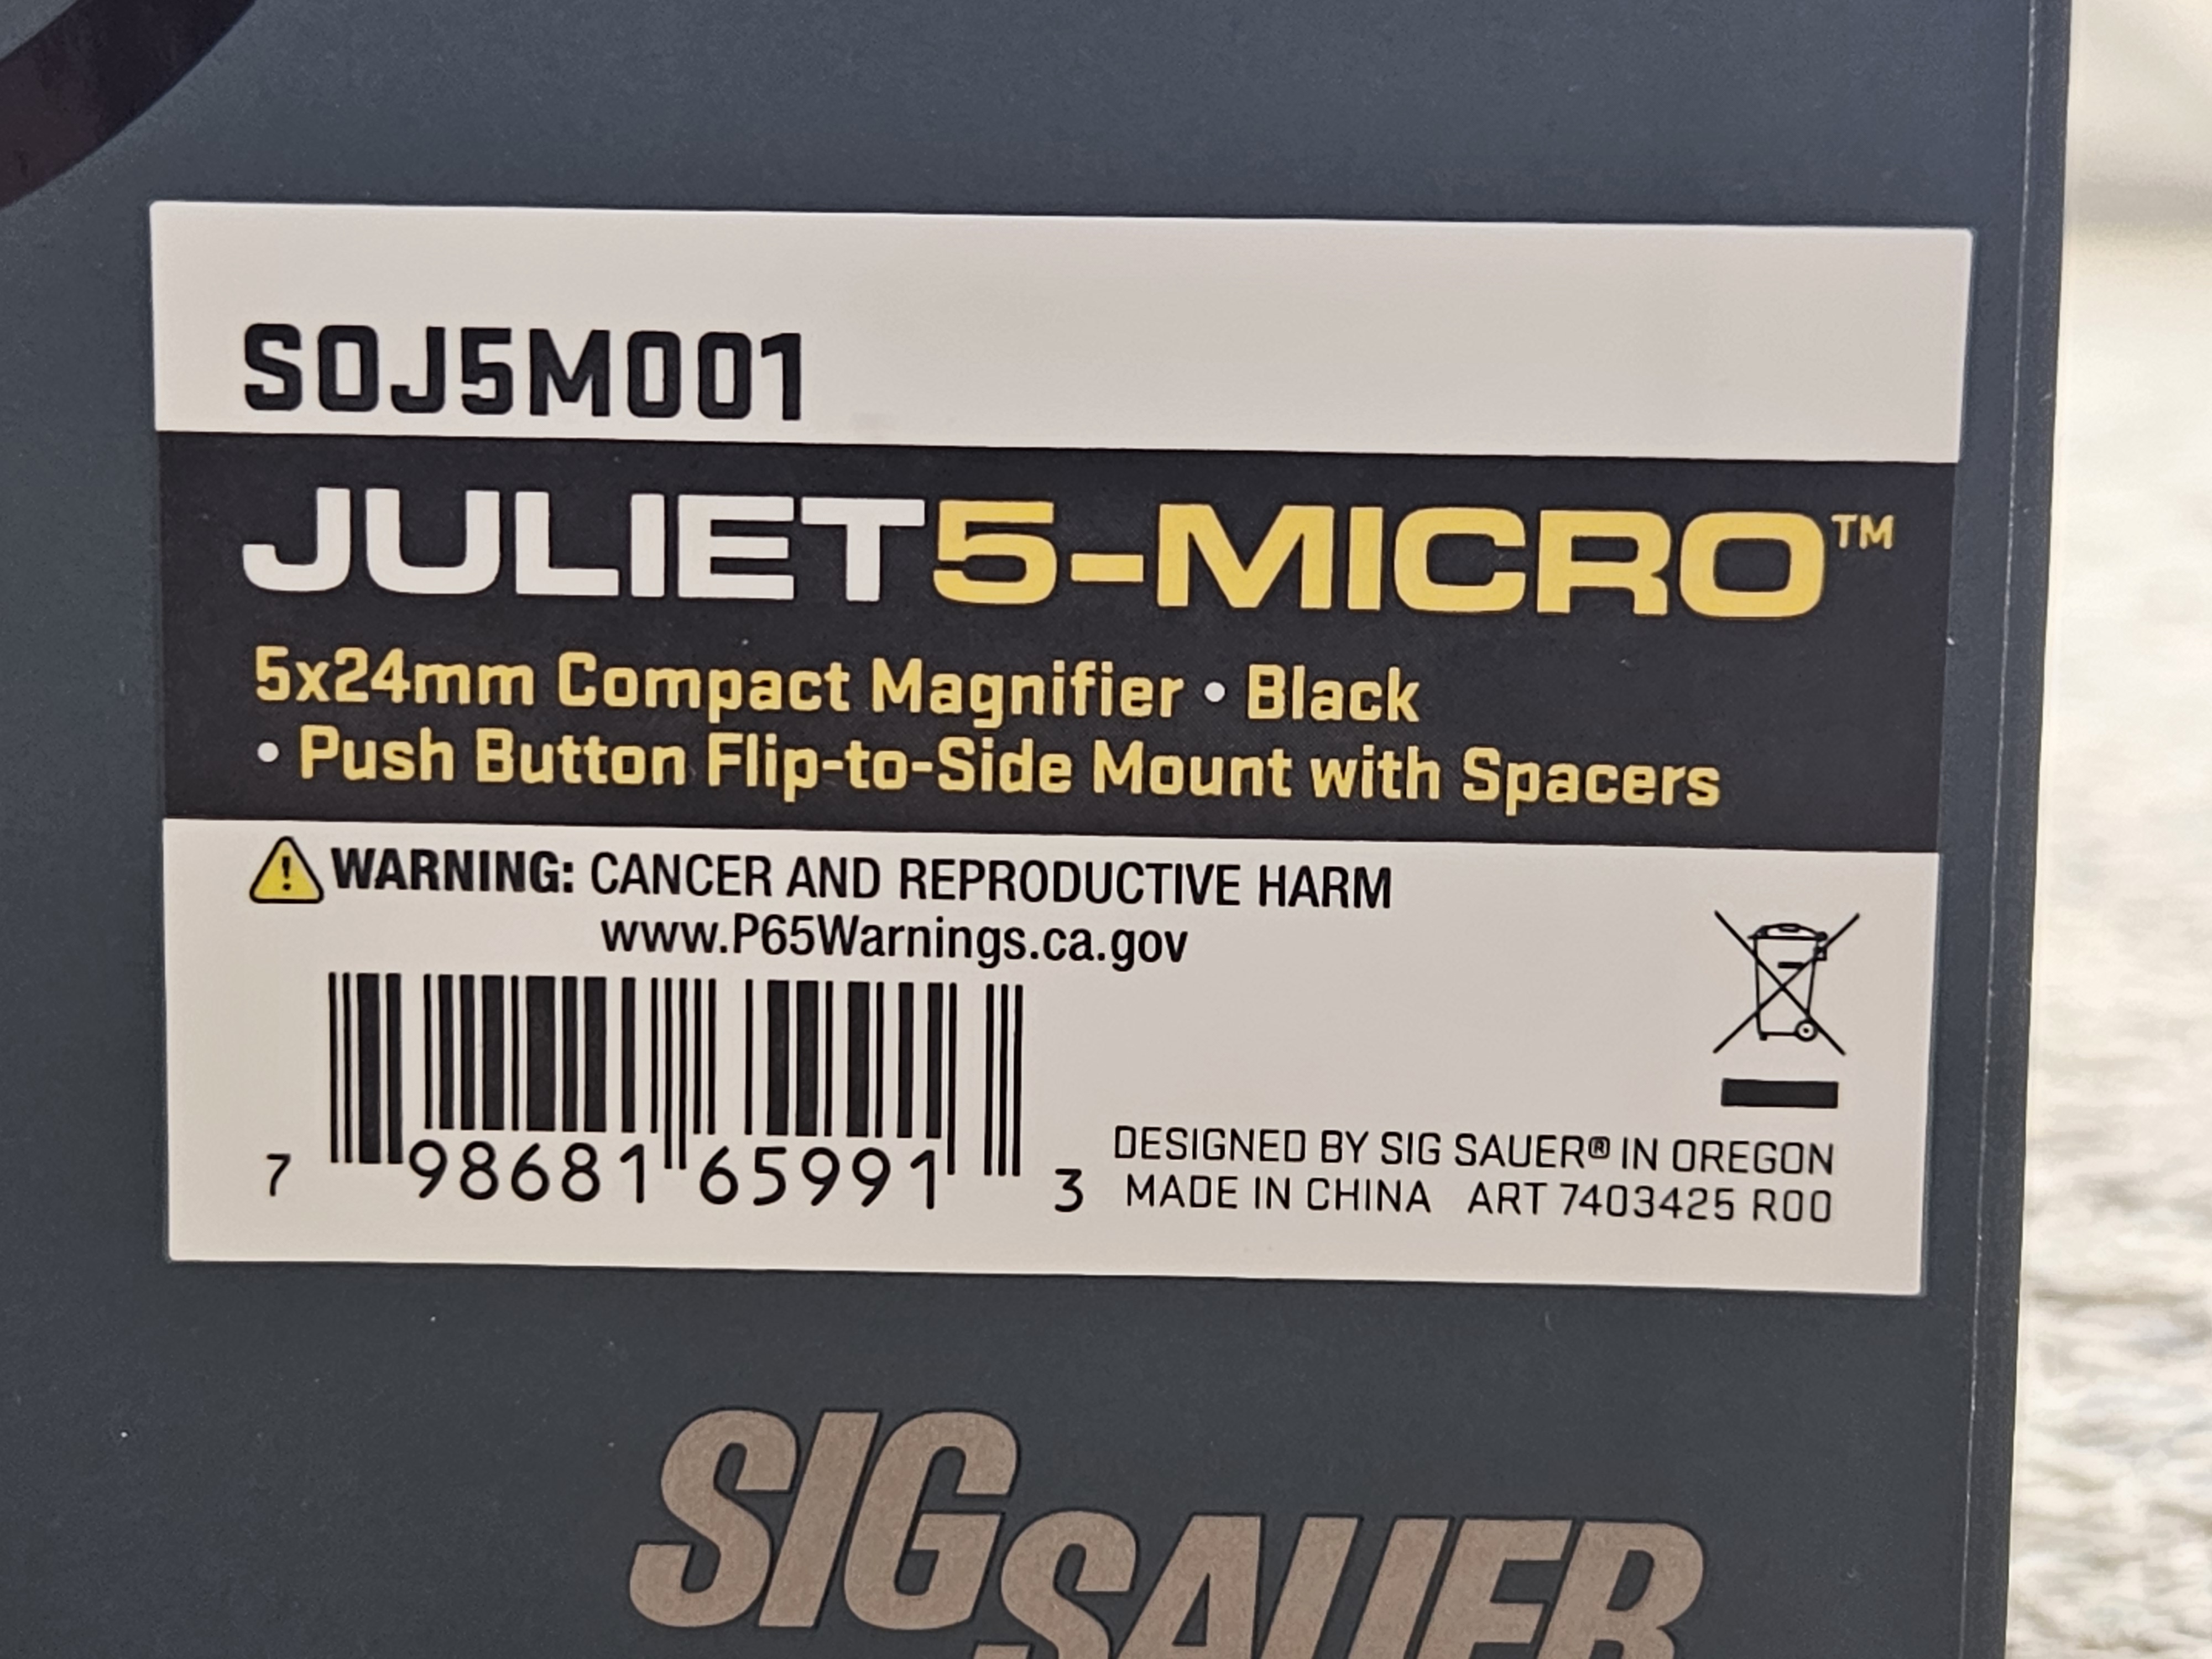 SOJ5M001
JULIET5-MICRO™
5x24mm Compact Magnifier • Black
• Push Button Flip-to-Side Mount with Spacers
WARNING: CANCER AND REPRODUCTIVE HARM
www.P65Warnings.ca.gov
7 98681 65991 3
DESIGNED BY SIG SAUER® IN OREGON
MADE IN CHINA ART 7403425 R00
SIG
SAUER